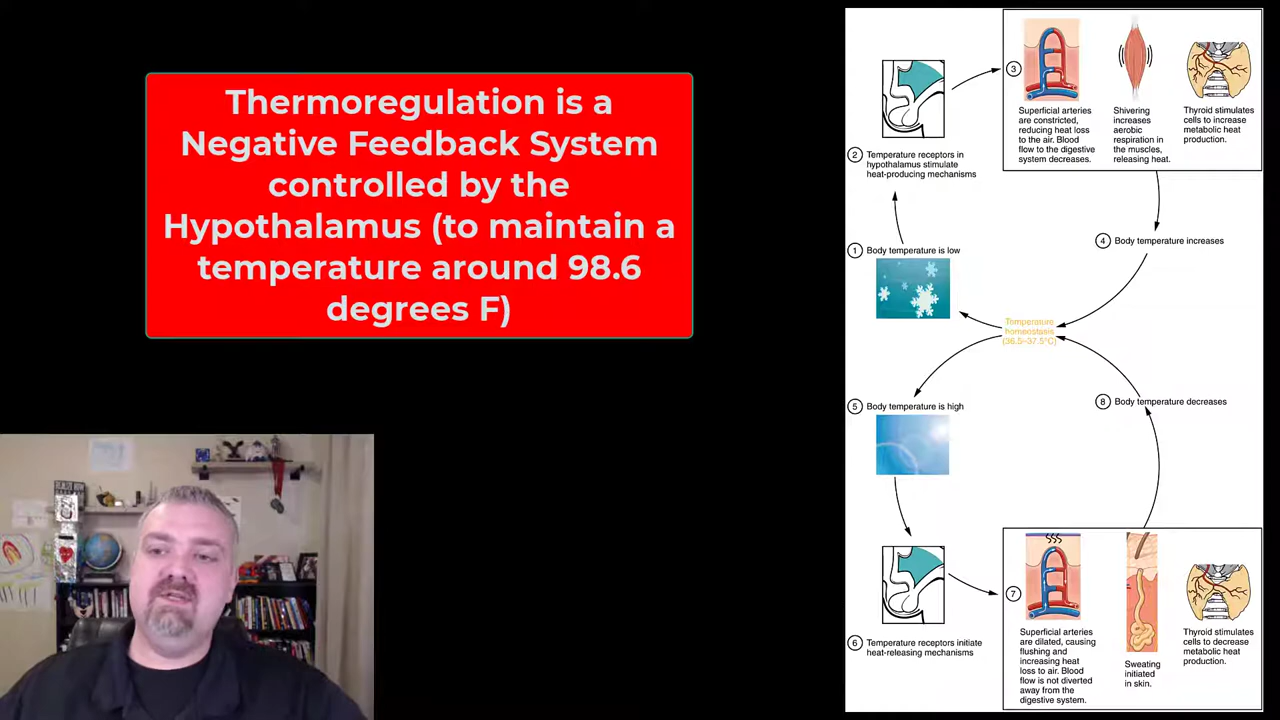 Thermoregulation is a
Negative Feedback System
controlled by the
Hypothalamus (to maintain a
temperature around 98.6
degrees F)
3
Superficial arteries
are constricted,
reducing heat loss
to the air. Blood
flow to the digestive
system decreases.
Shivering
increases
aerobic
respiration in
the muscles,
releasing heat.
Thyroid stimulates
cells to increase
metabolic heat
production.
2 Temperature receptors in
hypothalamus stimulate
heat-producing mechanisms
1 Body temperature is low
4 Body temperature increases
Temperature
homeostasis
(36.5–37.5°C)
5 Body temperature is high
8 Body temperature decreases
6 Temperature receptors initiate
heat-releasing mechanisms
7
Superficial arteries
are dilated, causing
flushing and
increasing heat
loss to air. Blood
flow is not diverted
away from the
digestive system.
Sweating
initiated
in skin.
Thyroid stimulates
cells to decrease
metabolic heat
production.